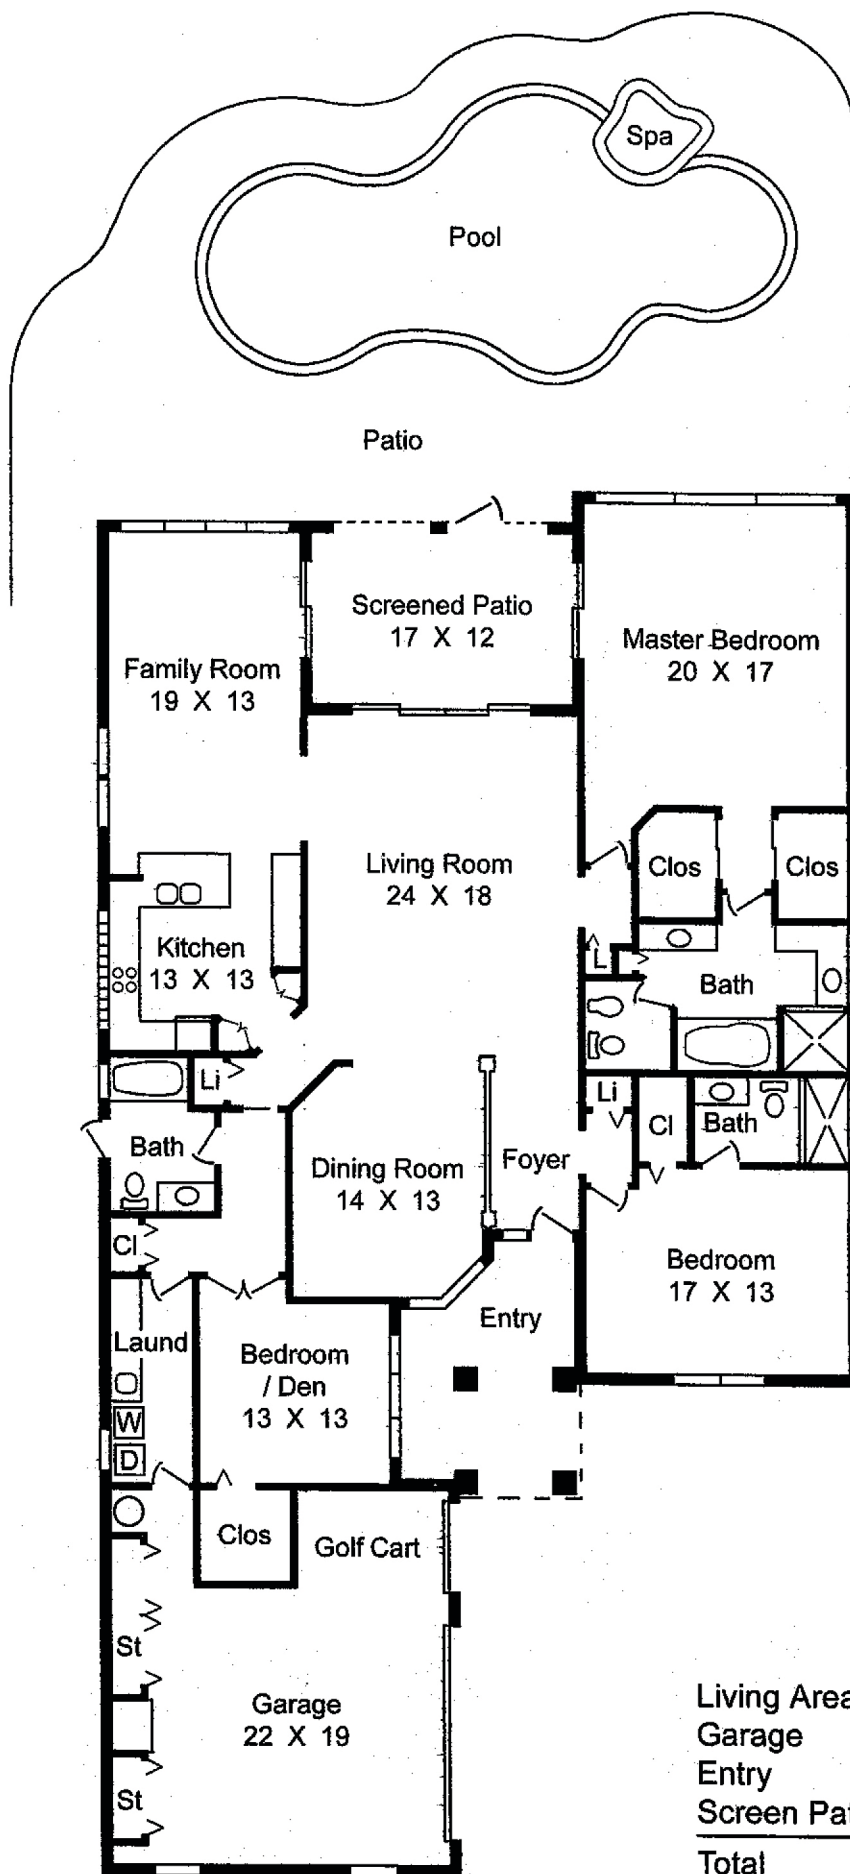 Spa
Pool
Patio
Screened Patio
17 X 12
Family Room
19 X 13
Master Bedroom
20 X 17
Living Room
24 X 18
Clos
Clos
Kitchen
13 X 13
L
Bath
Li
Li
Cl
Bath
Bath
Dining Room
14 X 13
Foyer
Cl
Bedroom
17 X 13
Entry
Laund
Bedroom
/ Den
13 X 13
W
D
Clos
Golf Cart
St
Garage
22 X 19
St
Living Area
Garage
Entry
Screen Pat
Total